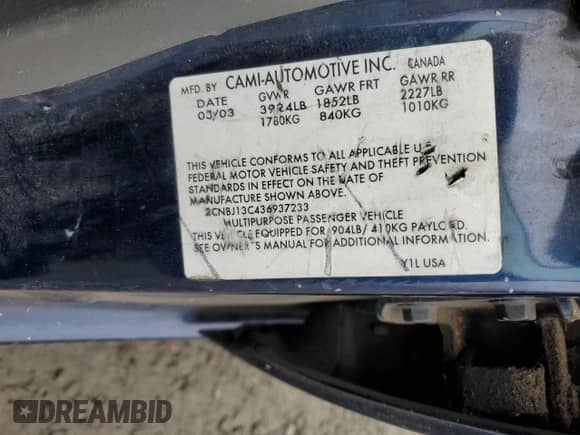 MFD. BY CAMI-AUTOMOTIVE INC. CANADA
DATE GVWR GAWR FRT GAWR RR
03/03 3924LB 1852LB 2227LB
1780KG 840KG 1010KG
THIS VEHICLE CONFORMS TO ALL APPLICABLE U.S
FEDERAL MOTOR VEHICLE SAFETY AND THEFT PREVENTION
STANDARDS IN EFFECT ON THE DATE OF
MANUFACTURE SHOWN ABOVE.
2CNBJ13C436937233
MULTIPURPOSE PASSENGER VEHICLE
THIS VEHICLE EQUIPPED FOR 904LB/ 410KG
SEE OWNER'S MANUAL FOR ADDITIONAL INFORMATION.
Y1L USA
DREAMBID